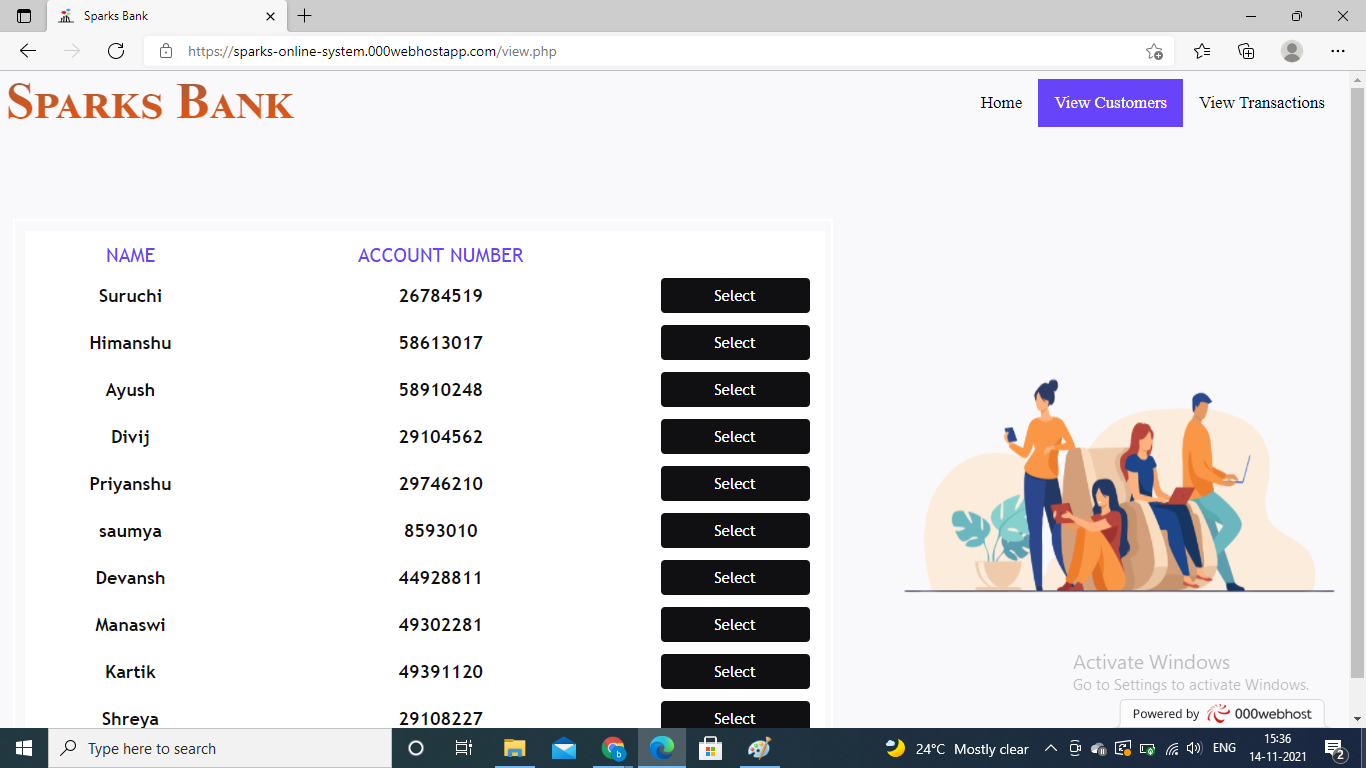 Sparks Bank
https://sparks-online-system.000webhostapp.com/view.php
Sparks Bank
Home View Customers View Transactions
NAME ACCOUNT NUMBER
Suruchi 26784519 Select
Himanshu 58613017 Select
Ayush 58910248 Select
Divij 29104562 Select
Priyanshu 29746210 Select
saumya 8593010 Select
Devansh 44928811 Select
Manaswi 49302281 Select
Kartik 49391120 Select
Shreya 29108227 Select
Activate Windows
Go to Settings to activate Windows.
Powered by 000webhost
Type here to search
24°C Mostly clear
ENG
15:36
14-11-2021
2